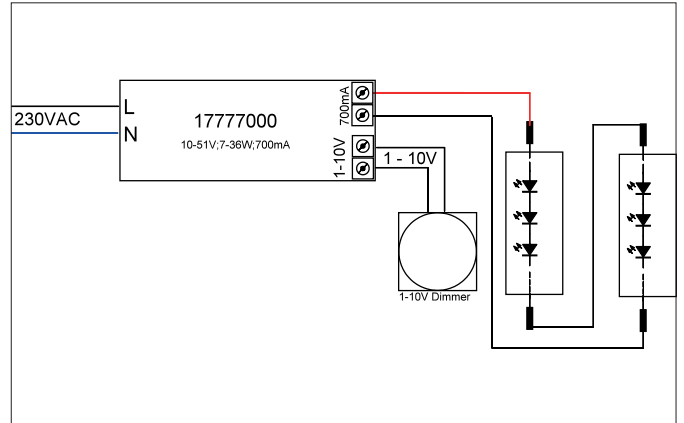 230VAC
L
N
17777000
10-51V;7-36W;700mA
700mA
1-10V
1 - 10V
1-10V Dimmer